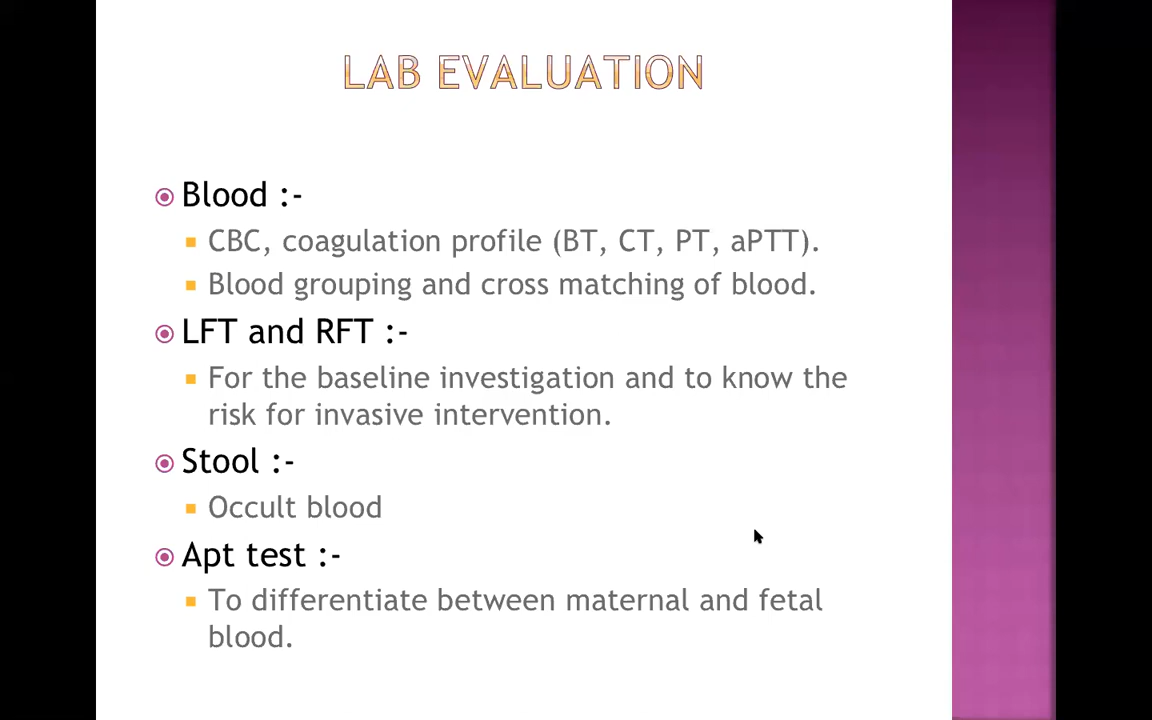 LAB EVALUATION
Blood :-
CBC, coagulation profile (BT, CT, PT, aPTT).
Blood grouping and cross matching of blood.
LFT and RFT :-
For the baseline investigation and to know the
risk for invasive intervention.
Stool :-
Occult blood
Apt test :-
To differentiate between maternal and fetal
blood.